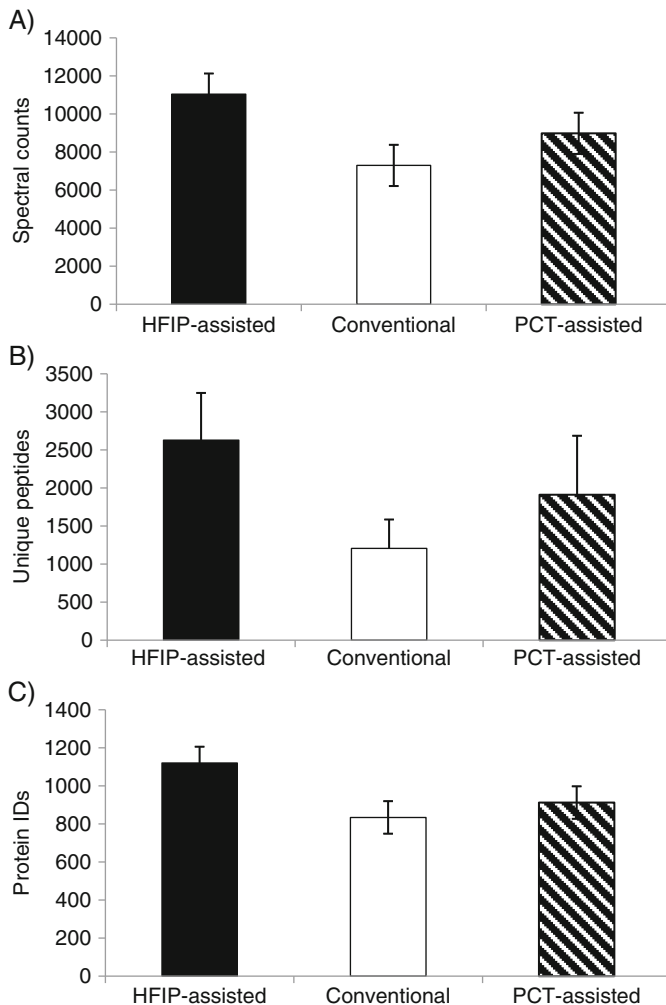 A)
Spectral counts
14000
12000
10000
8000
6000
4000
2000
0
HFIP-assisted Conventional PCT-assisted
B)
Unique peptides
3500
3000
2500
2000
1500
1000
500
0
HFIP-assisted Conventional PCT-assisted
C)
Protein IDs
1400
1200
1000
800
600
400
200
0
HFIP-assisted Conventional PCT-assisted